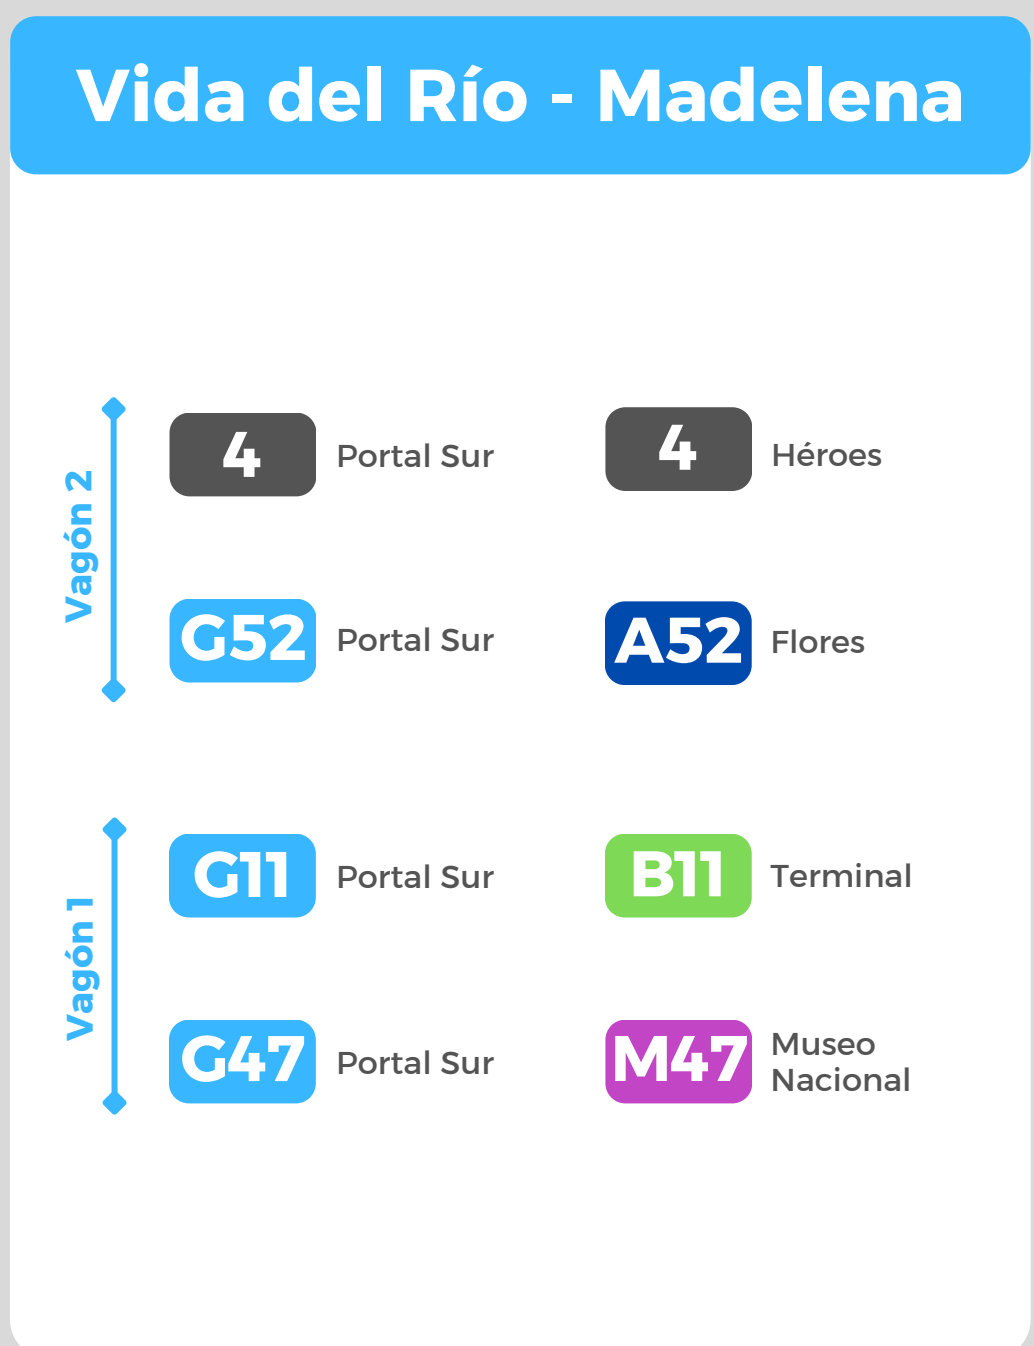 Vida del Río - Madelena
Vagón 2
4 Portal Sur
4 Héroes
G52 Portal Sur
A52 Flores
Vagón 1
G11 Portal Sur
B11 Terminal
G47 Portal Sur
M47 Museo
Nacional